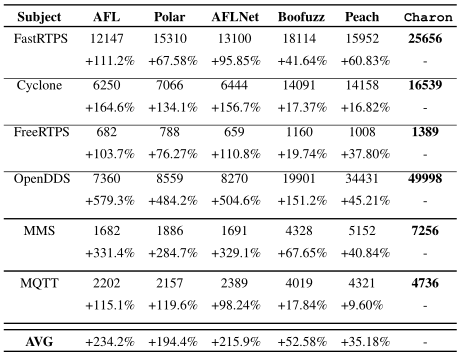 Subject AFL Polar AFLNet Boofuzz Peach Charon
FastRTPS 12147 15310 13100 18114 15952 25656
+111.2% +67.58% +95.85% +41.64% +60.83% -
Cyclone 6250 7066 6444 14091 14158 16539
+164.6% +134.1% +156.7% +17.37% +16.82% -
FreeRTPS 682 788 659 1160 1008 1389
+103.7% +76.27% +110.8% +19.74% +37.80% -
OpenDDS 7360 8559 8270 19901 34431 49998
+579.3% +484.2% +504.6% +151.2% +45.21% -
MMS 1682 1886 1691 4328 5152 7256
+331.4% +284.7% +329.1% +67.65% +40.84% -
MQTT 2202 2157 2389 4019 4321 4736
+115.1% +119.6% +98.24% +17.84% +9.60% -
AVG +234.2% +194.4% +215.9% +52.58% +35.18% -